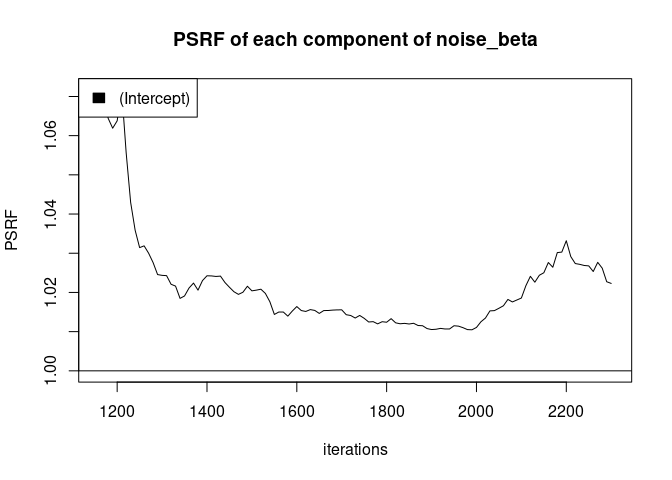 PSRF of each component of noise_beta
(Intercept)
PSRF
1.06
1.04
1.02
1.00
1200 1400 1600 1800 2000 2200
iterations